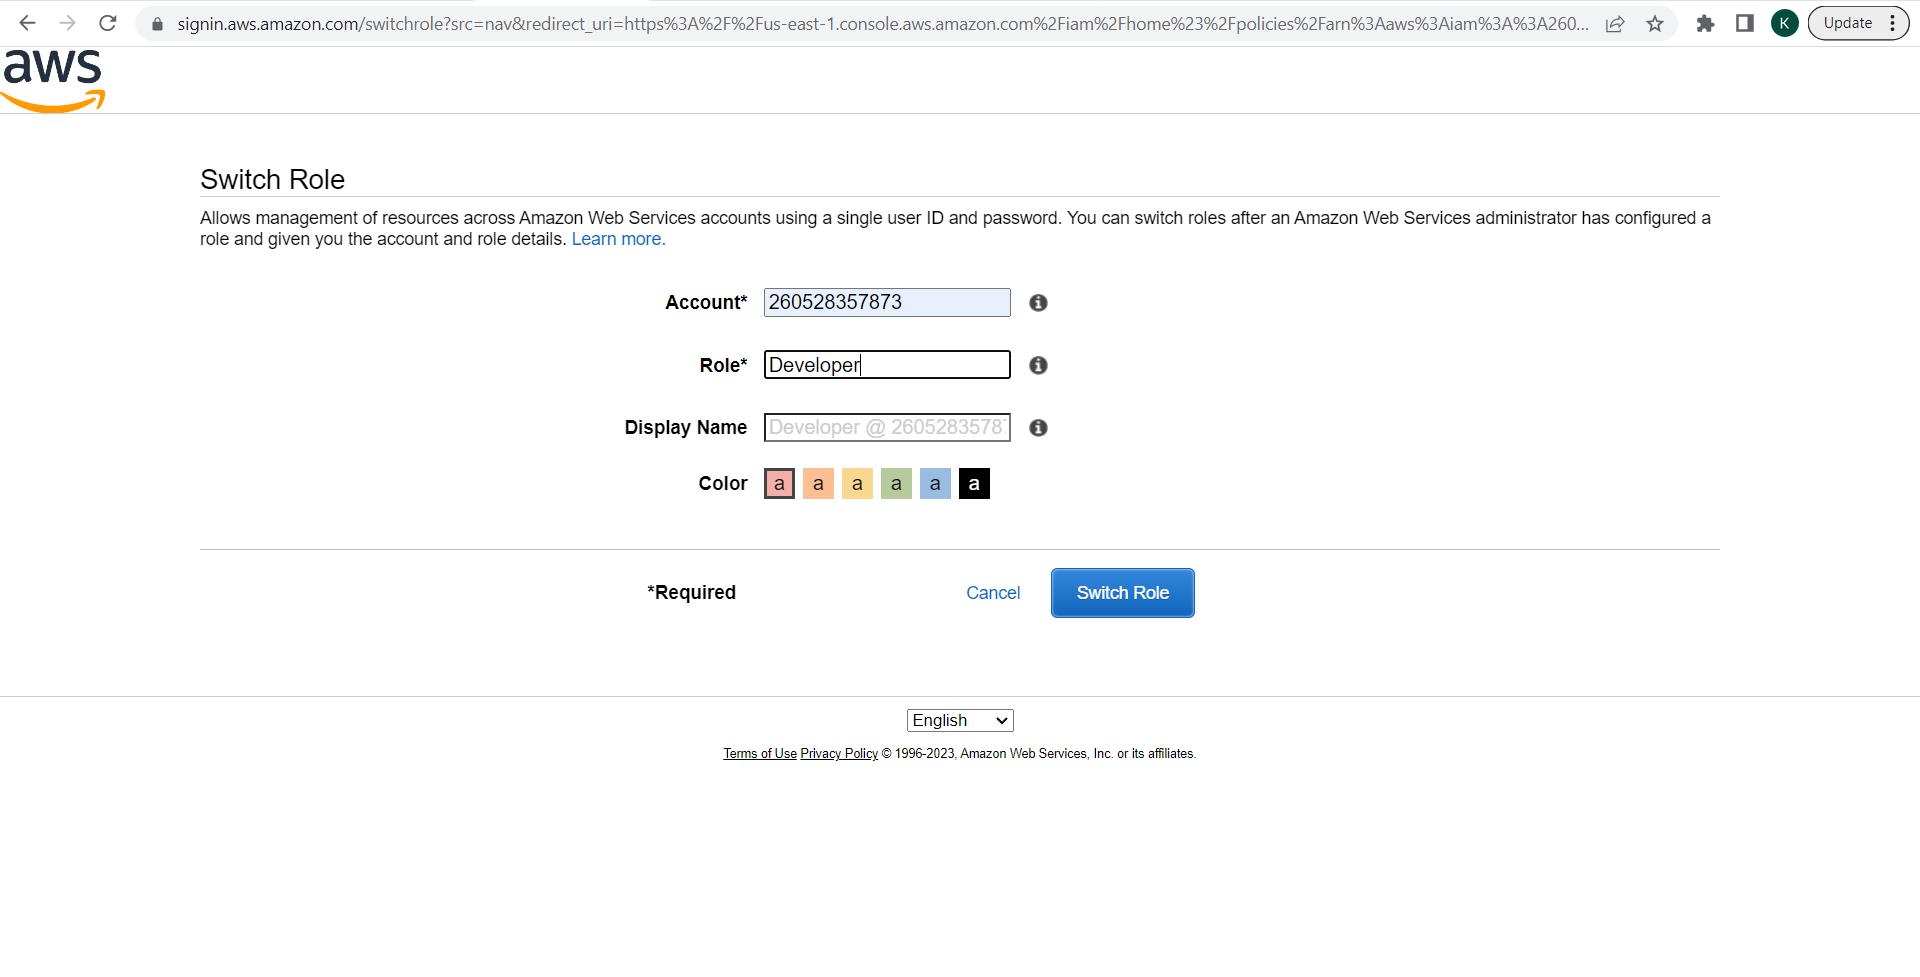 signin.aws.amazon.com/switchrole?src=nav&redirect_uri=https%3A%2F%2Fus-east-1.console.aws.amazon.com%2Fiam%2Fhome%23%2Fpolicies%2Farn%3Aaws%3Aiam%3A%3A260...
K
Update
aws
Switch Role
Allows management of resources across Amazon Web Services accounts using a single user ID and password. You can switch roles after an Amazon Web Services administrator has configured a
role and given you the account and role details. Learn more.
Account* 260528357873
Role* Developer
Display Name Developer @ 26052835787
Color a a a a a a
*Required Cancel Switch Role
English
Terms of Use Privacy Policy © 1996-2023, Amazon Web Services, Inc. or its affiliates.